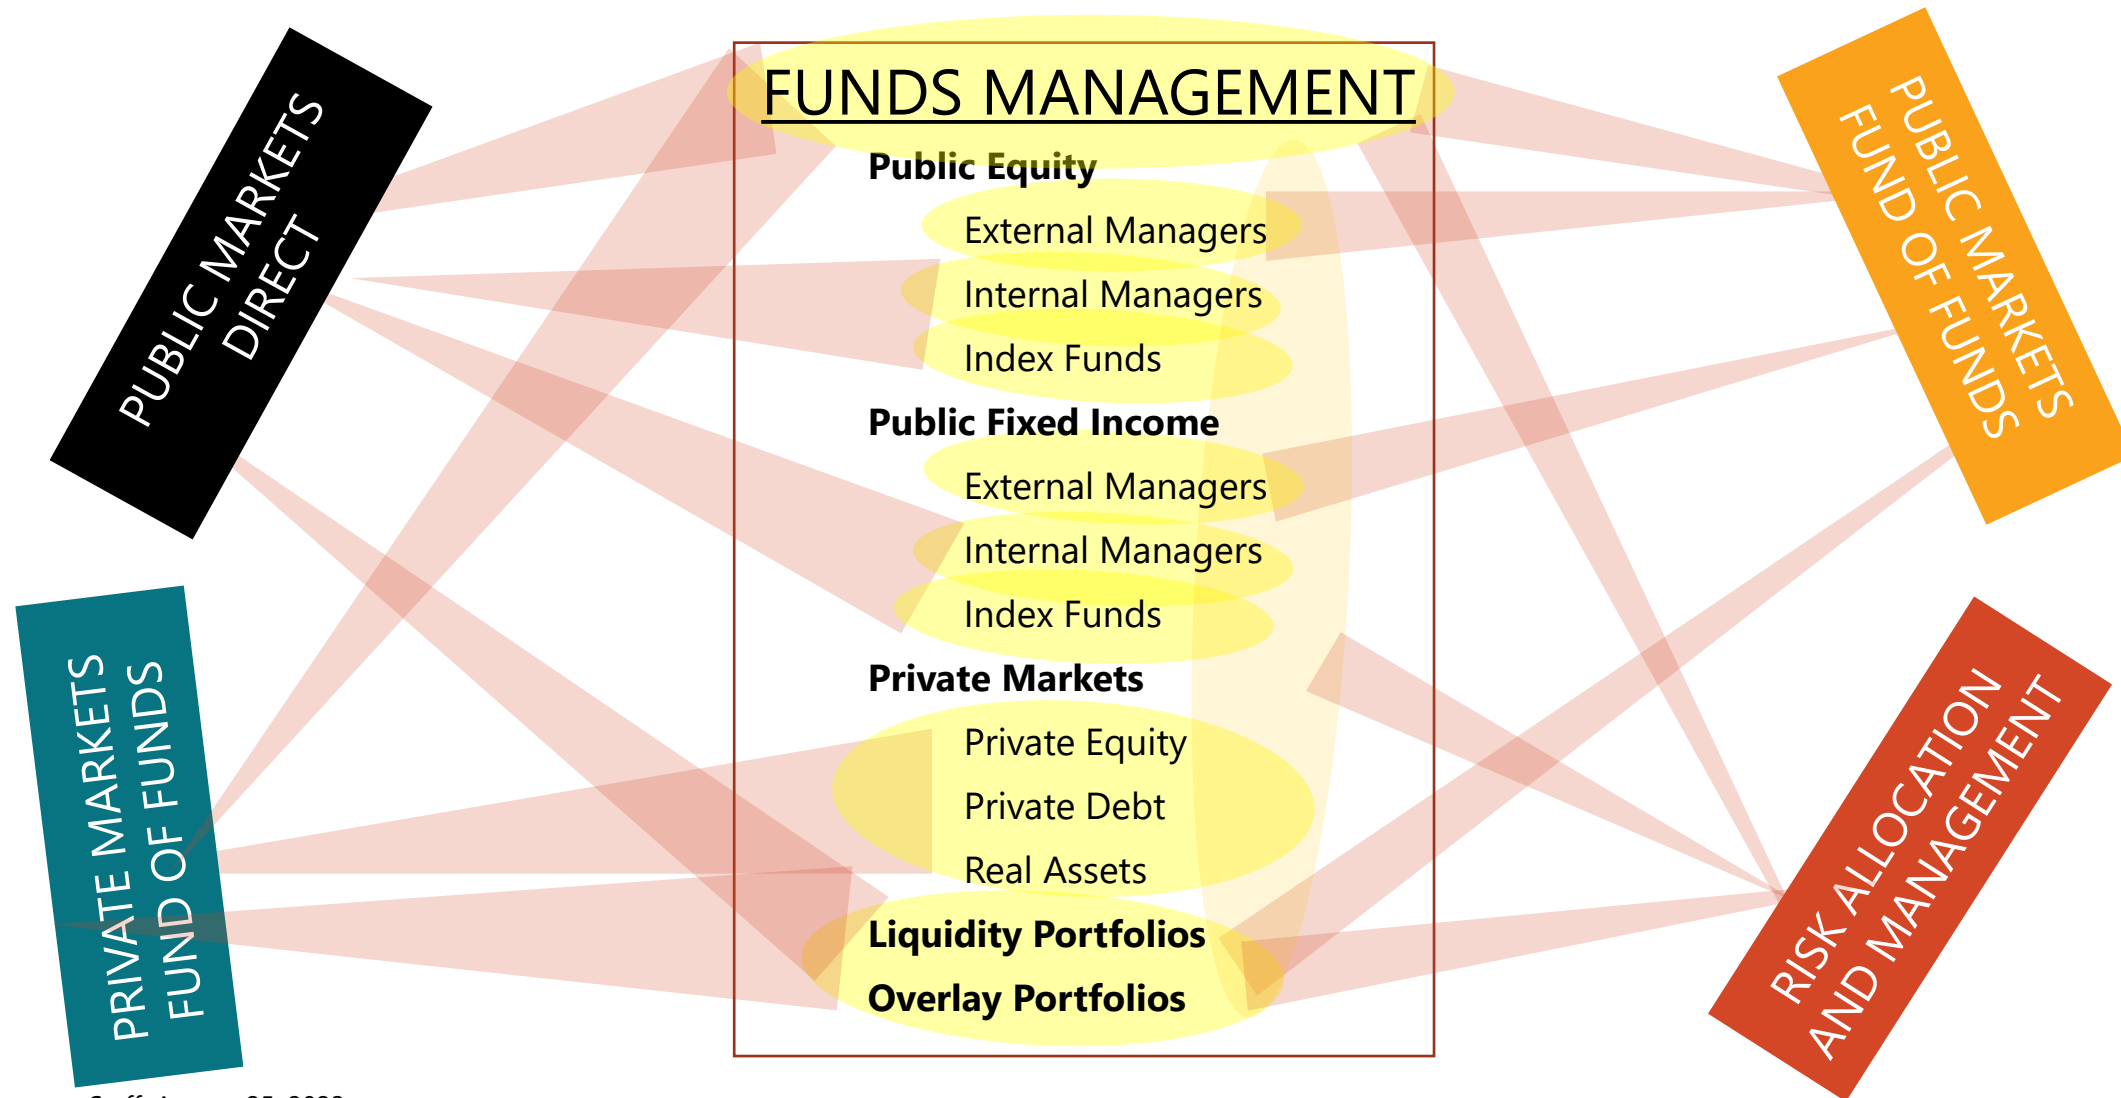 PUBLIC MARKETS
DIRECT
PRIVATE MARKETS
FUND OF FUNDS
FUNDS MANAGEMENT
Public Equity
External Managers
Internal Managers
Index Funds
Public Fixed Income
External Managers
Internal Managers
Index Funds
Private Markets
Private Equity
Private Debt
Real Assets
Liquidity Portfolios
Overlay Portfolios
PUBLIC MARKETS
FUND OF FUNDS
RISK ALLOCATION
AND MANAGEMENT